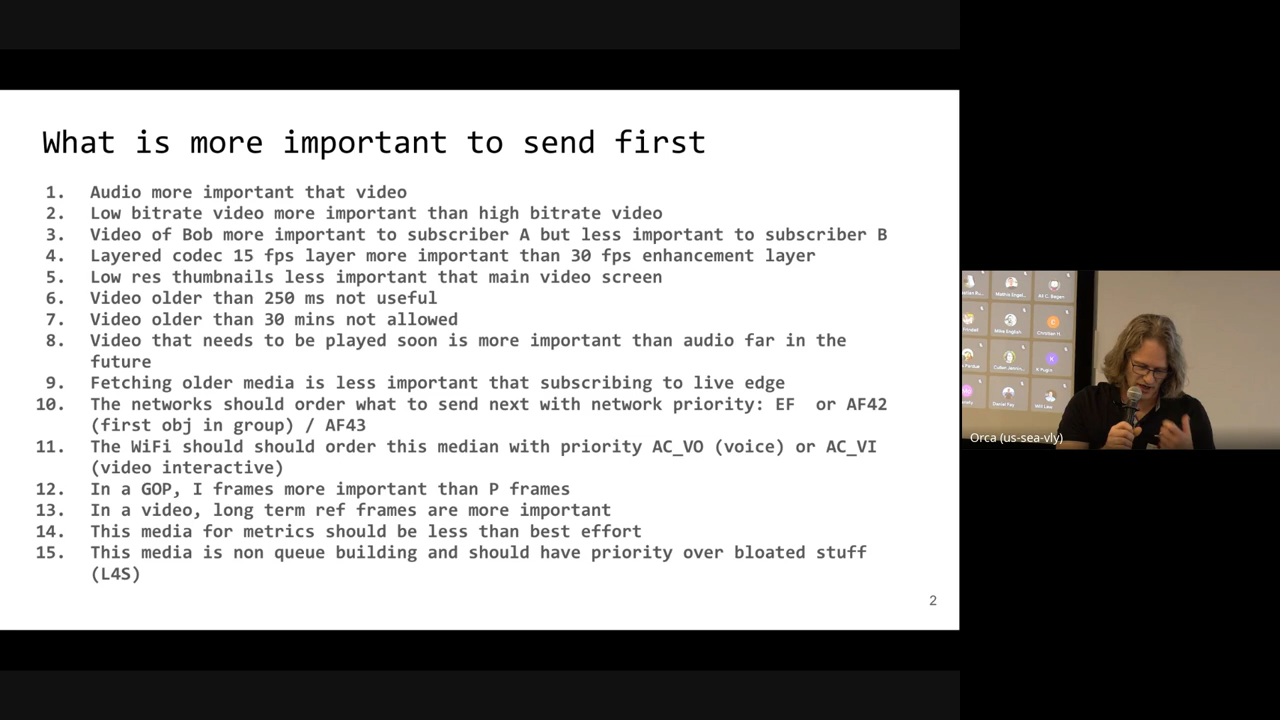 What is more important to send first
1. Audio more important that video
2. Low bitrate video more important than high bitrate video
3. Video of Bob more important to subscriber A but less important to subscriber B
4. Layered codec 15 fps layer more important than 30 fps enhancement layer
5. Low res thumbnails less important that main video screen
6. Video older than 250 ms not useful
7. Video older than 30 mins not allowed
8. Video that needs to be played soon is more important than audio far in the
future
9. Fetching older media is less important that subscribing to live edge
10. The networks should order what to send next with network priority: EF or AF42
(first obj in group) / AF43
11. The WiFi should should order this median with priority AC_VO (voice) or AC_VI
(video interactive)
12. In a GOP, I frames more important than P frames
13. In a video, long term ref frames are more important
14. This media for metrics should be less than best effort
15. This media is non queue building and should have priority over bloated stuff
(L4S)
2
Orca (us-sea-vly)